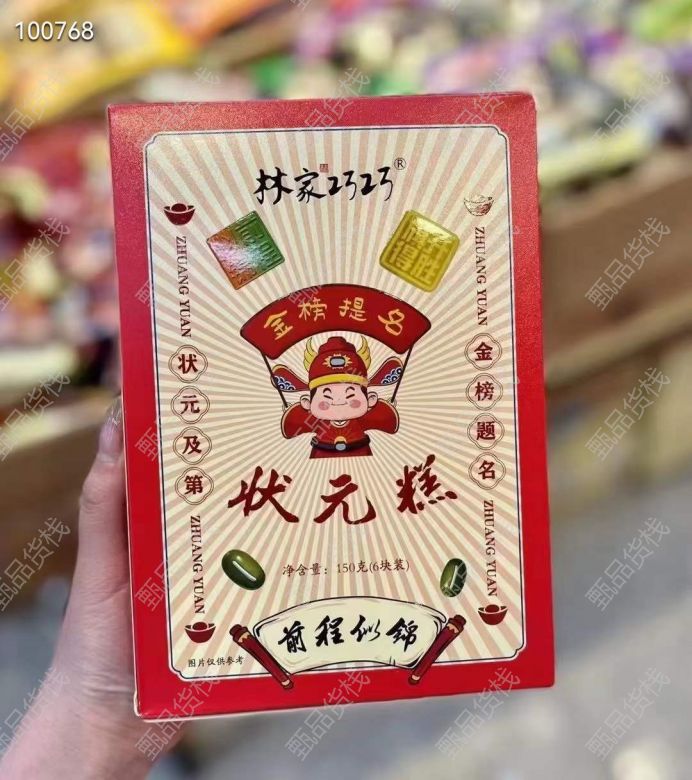 100768
林家巧巧®
金榜提名
ZHUANG YUAN
状元及第
ZHUANG YUAN
ZHUANG YUAN
金榜题名
ZHUANG YUAN
状元糕
净含量：150克(6块装)
前程似锦
图片仅供参考
甄品货栈